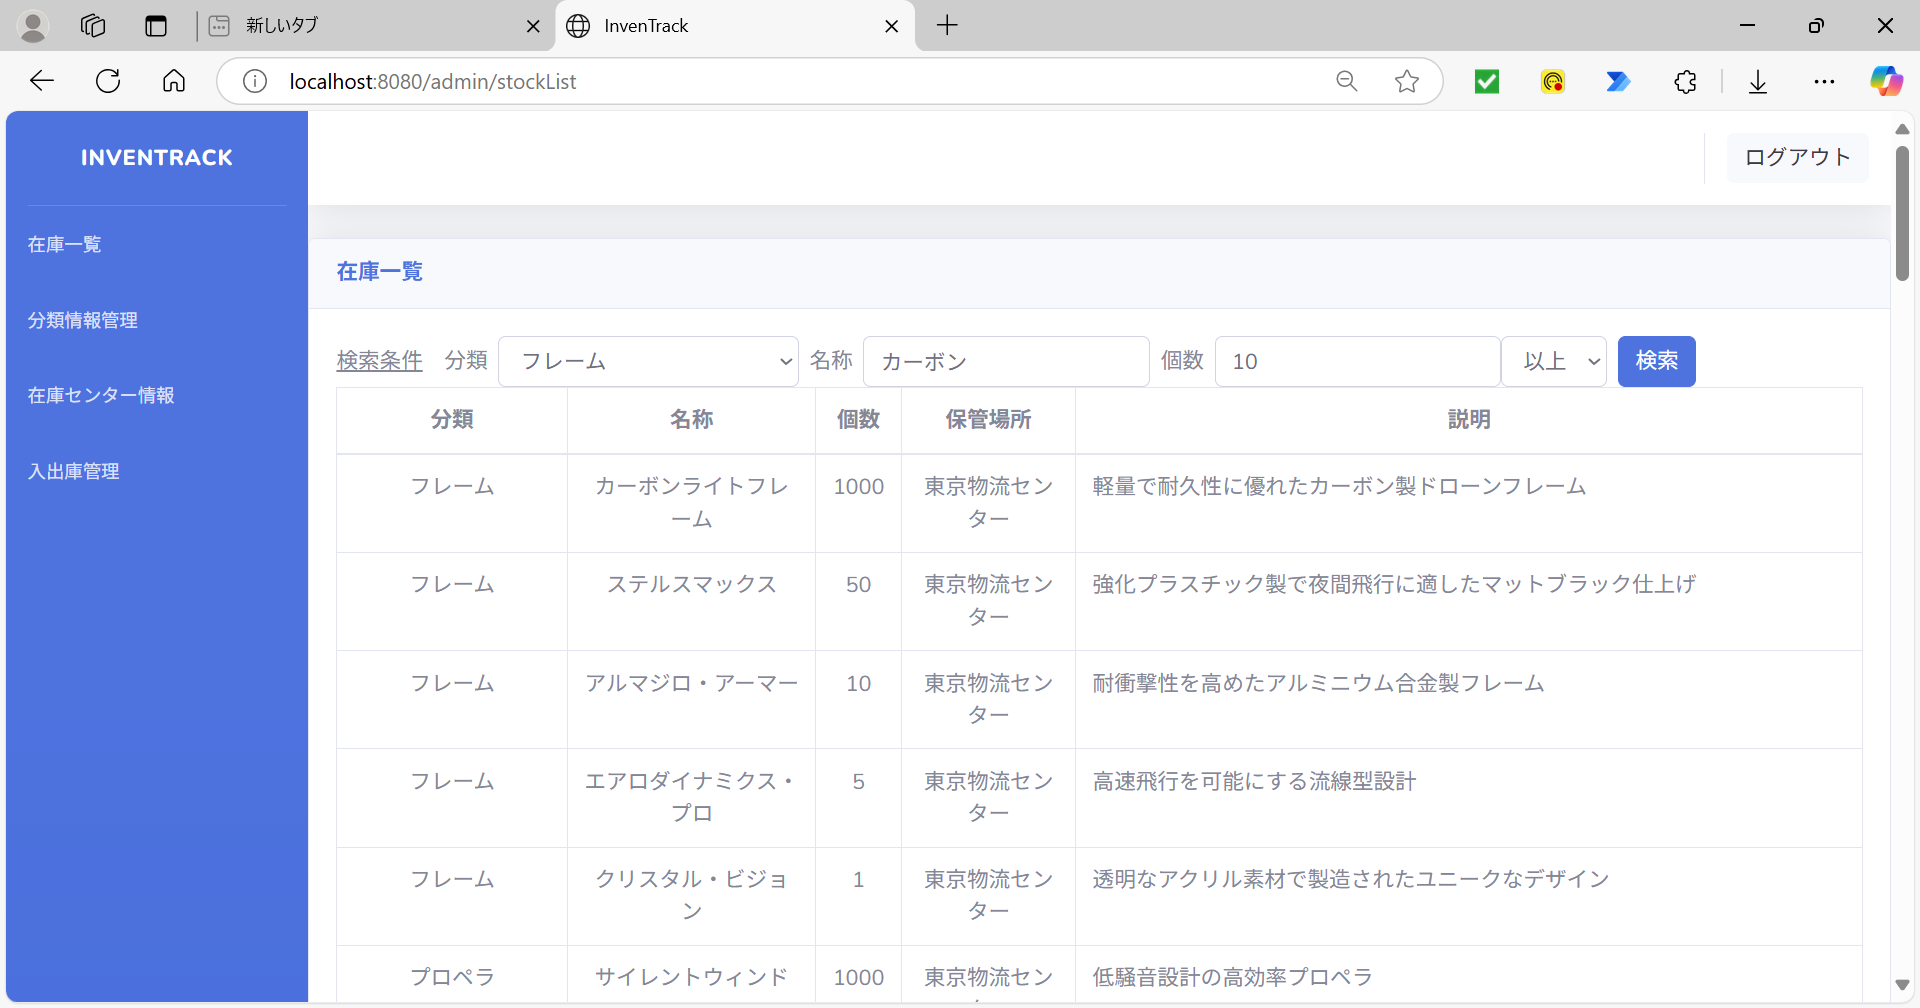 新しいタブ
InvenTrack
localhost:8080/admin/stockList
INVENTRACK
ログアウト
在庫一覧
分類情報管理
在庫センター情報
入出庫管理
在庫一覧
検索条件 分類 フレーム 名称 カーボン 個数 10 以上 検索
分類 名称 個数 保管場所 説明
フレーム カーボンライトフレ 1000 東京物流セン 軽量で耐久性に優れたカーボン製ドローンフレーム
ーム ター
フレーム ステルスマックス 50 東京物流セン 強化プラスチック製で夜間飛行に適したマットブラック仕上げ
ター
フレーム アルマジロ・アーマー 10 東京物流セン 耐衝撃性を高めたアルミニウム合金製フレーム
ター
フレーム エアロダイナミクス・ 5 東京物流セン 高速飛行を可能にする流線型設計
プロ ター
フレーム クリスタル・ビジョ 1 東京物流セン 透明なアクリル素材で製造されたユニークなデザイン
ン ター
プロペラ サイレントウィンド 1000 東京物流セン 低騒音設計の高効率プロペラ